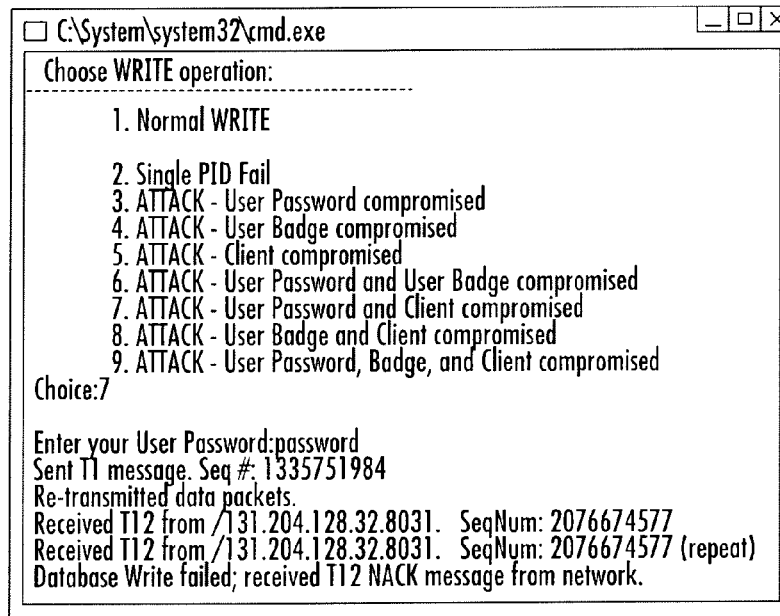 C:\System\system32\cmd.exe
Choose WRITE operation:
1. Normal WRITE
2. Single PID Fail
3. ATTACK - User Password compromised
4. ATTACK - User Badge compromised
5. ATTACK - Client compromised
6. ATTACK - User Password and User Badge compromised
7. ATTACK - User Password and Client compromised
8. ATTACK - User Badge and Client compromised
9. ATTACK - User Password, Badge, and Client compromised
Choice:7
Enter your User Password:password
Sent T1 message. Seq #: 1335751984
Re-transmitted data packets.
Received T12 from /131.204.128.32.8031. SeqNum: 2076674577
Received T12 from /131.204.128.32.8031. SeqNum: 2076674577 (repeat)
Database Write failed; received T12 NACK message from network.